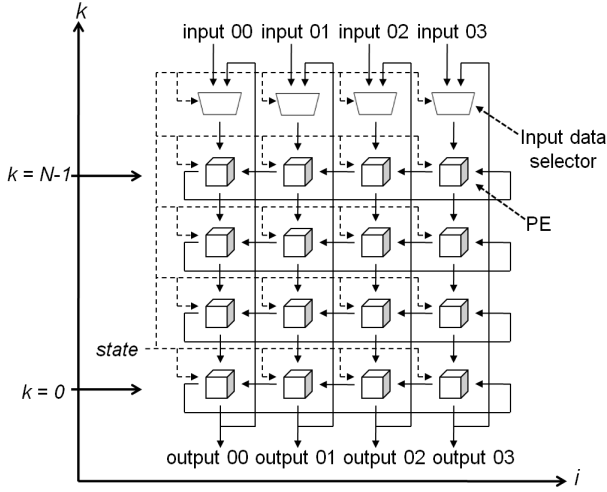 k
input 00 input 01 input 02 input 03
Input data
selector
k = N-1
PE
state
k = 0
output 00 output 01 output 02 output 03
i